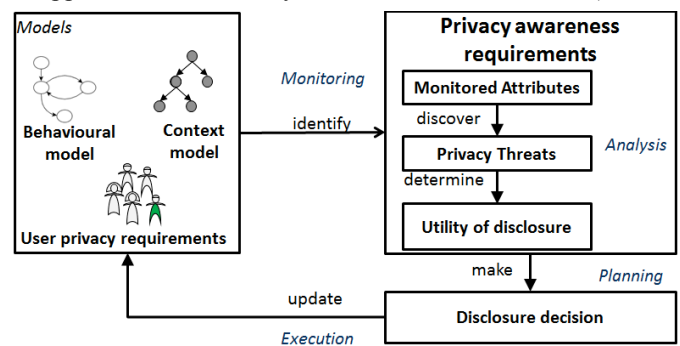 Models
Behavioural
model
Context
model
User privacy requirements
Monitoring
identify
Privacy awareness
requirements
Monitored Attributes
discover
Privacy Threats
Analysis
determine
Utility of disclosure
make
Planning
Disclosure decision
update
Execution